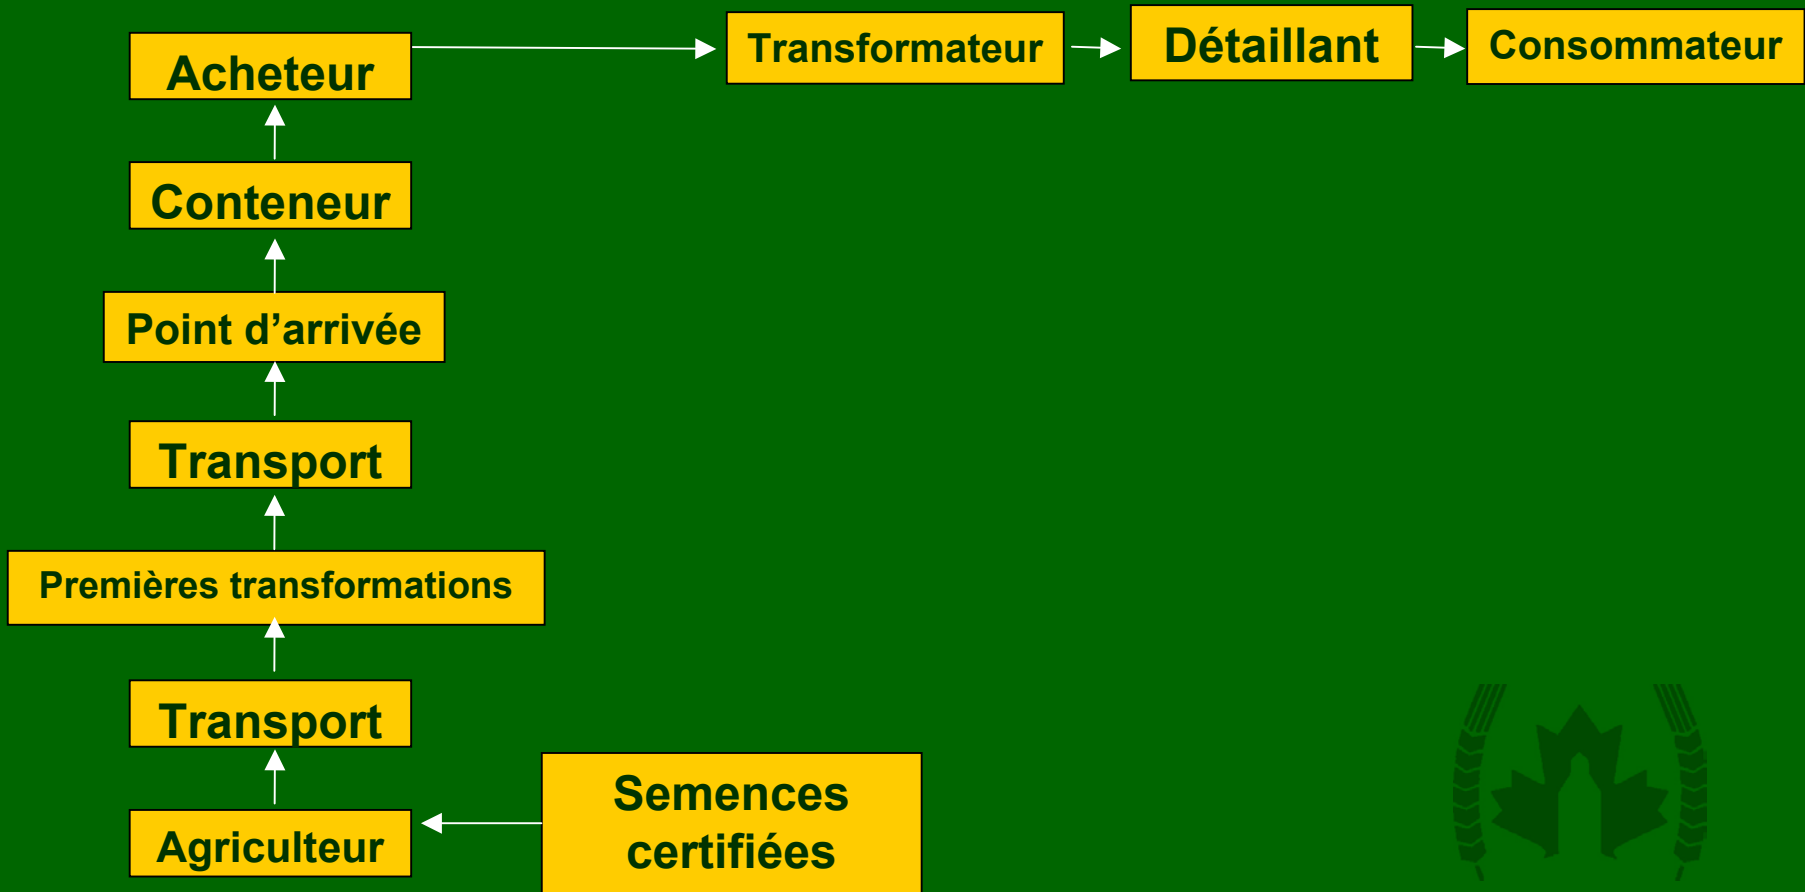 Acheteur
Transformateur
Détaillant
Consommateur
Conteneur
Point d’arrivée
Transport
Premières transformations
Transport
Agriculteur
Semences
certifiées